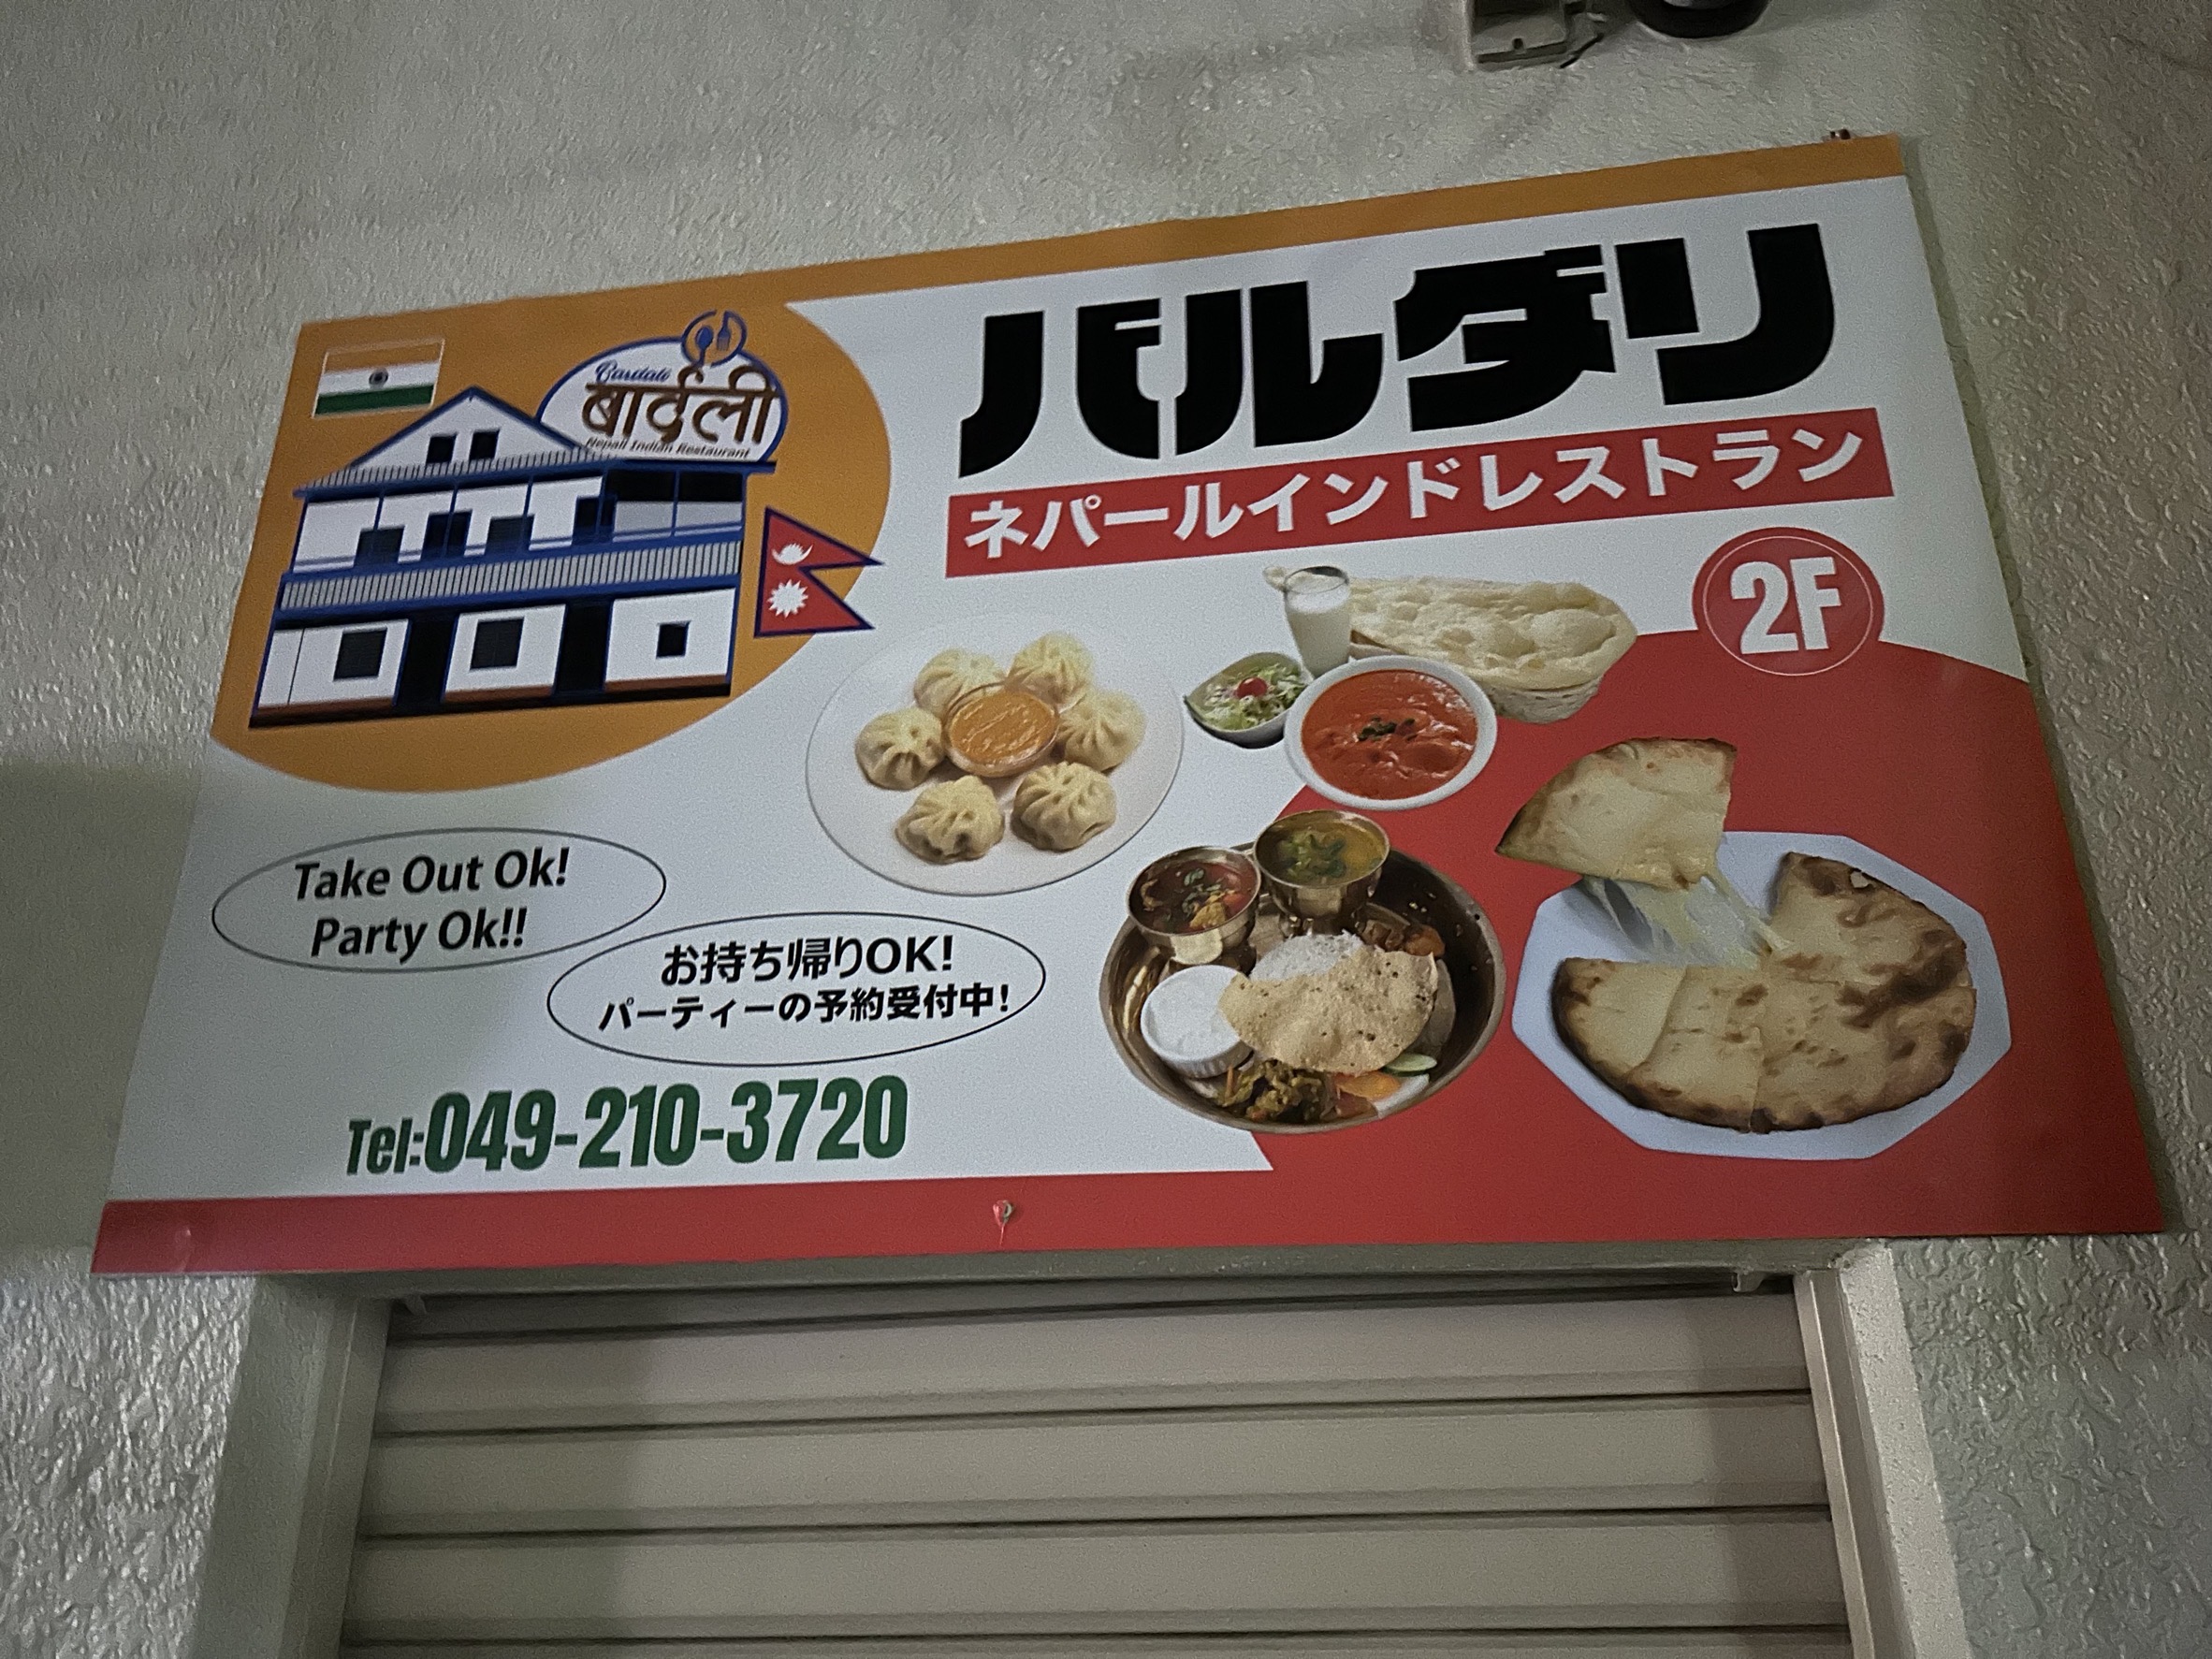 बार्दली
Nepali Indian Restaurant
バルダリ
ネパールインドレストラン
2F
Take Out Ok!
Party Ok!!
お持ち帰りOK!
パーティーの予約受付中!
Tel:049-210-3720